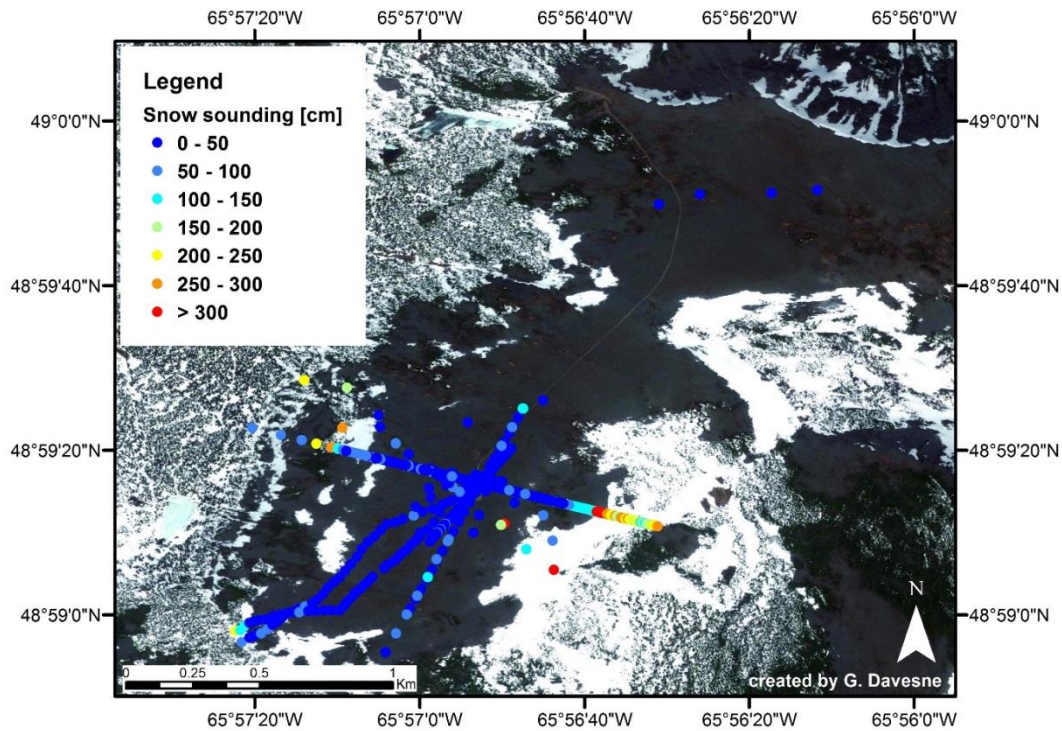 65°57'20"W 65°57'0"W 65°56'40"W 65°56'20"W 65°56'0"W
Legend
Snow sounding [cm]
0 - 50
50 - 100
100 - 150
150 - 200
200 - 250
250 - 300
> 300
49°0'0"N 49°0'0"N
48°59'40"N 48°59'40"N
48°59'20"N 48°59'20"N
48°59'0"N 48°59'0"N
N
0 0.25 0.5 1
Km
created by G. Davesne
65°57'20"W 65°57'0"W 65°56'40"W 65°56'20"W 65°56'0"W